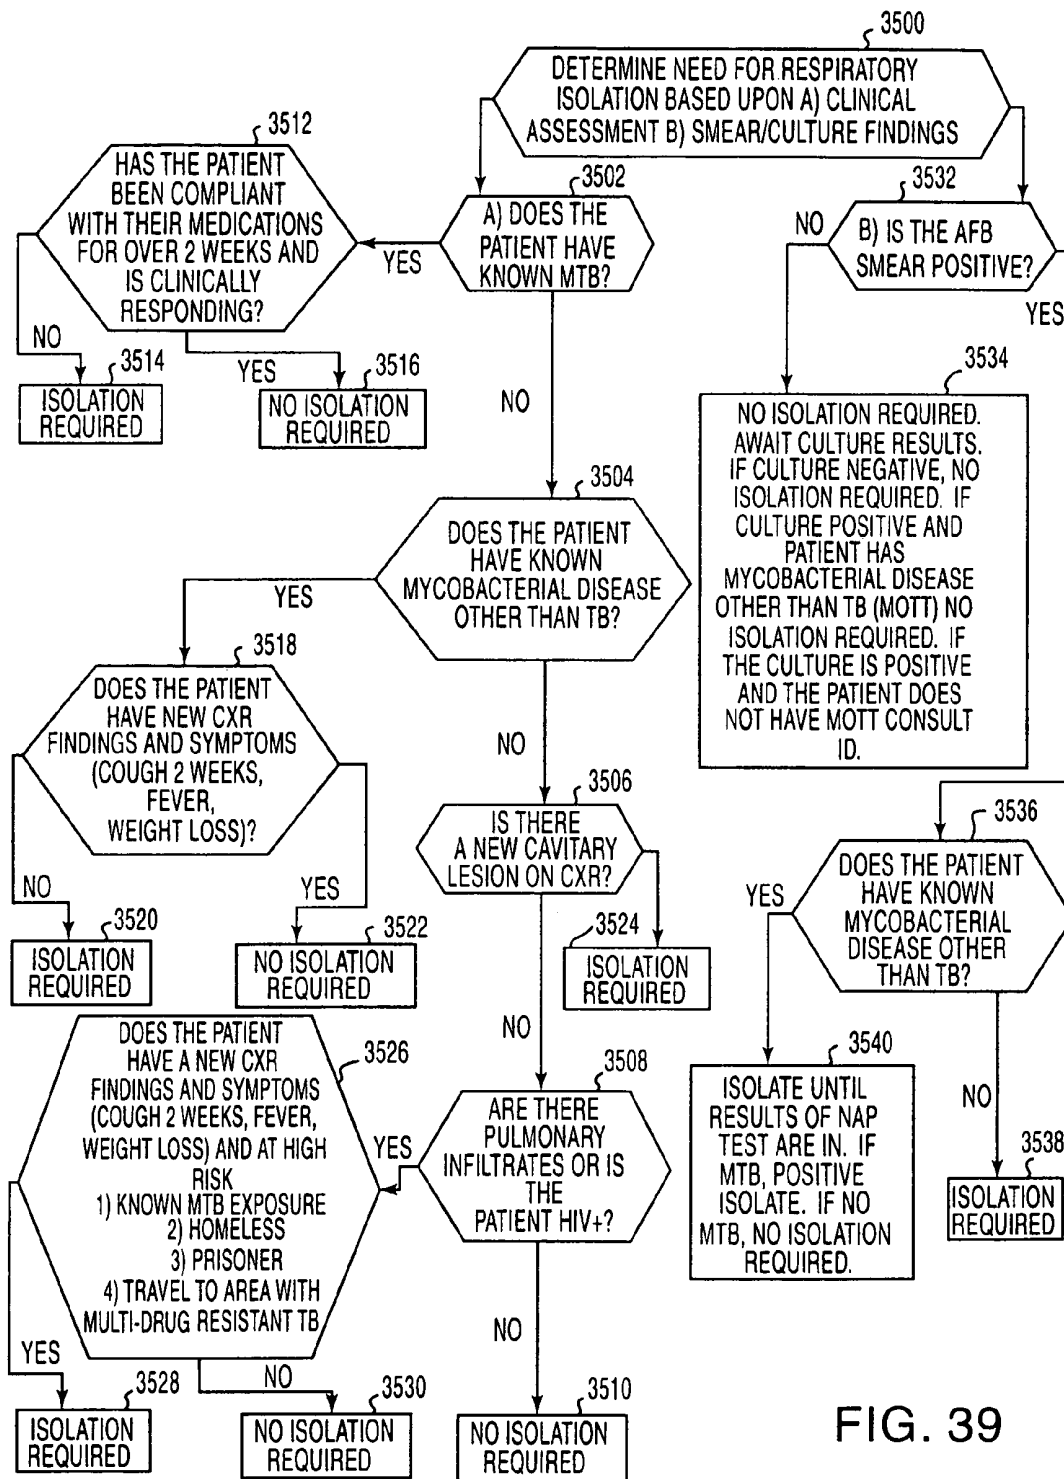 3500
DETERMINE NEED FOR RESPIRATORY
ISOLATION BASED UPON A) CLINICAL
ASSESSMENT B) SMEAR/CULTURE FINDINGS
3512
HAS THE PATIENT
BEEN COMPLIANT
WITH THEIR MEDICATIONS
FOR OVER 2 WEEKS AND
IS CLINICALLY
RESPONDING?
3502
A) DOES THE
PATIENT HAVE
KNOWN MTB?
YES
3532
B) IS THE AFB
SMEAR POSITIVE?
NO
YES
NO
3514
ISOLATION
REQUIRED
YES
3516
NO ISOLATION
REQUIRED
NO
3534
NO ISOLATION REQUIRED.
AWAIT CULTURE RESULTS.
IF CULTURE NEGATIVE, NO
ISOLATION REQUIRED. IF
CULTURE POSITIVE AND
PATIENT HAS
MYCOBACTERIAL DISEASE
OTHER THAN TB (MOTT) NO
ISOLATION REQUIRED. IF
THE CULTURE IS POSITIVE
AND THE PATIENT DOES
NOT HAVE MOTT CONSULT
ID.
3504
DOES THE PATIENT
HAVE KNOWN
MYCOBACTERIAL DISEASE
OTHER THAN TB?
YES
3518
DOES THE PATIENT
HAVE NEW CXR
FINDINGS AND SYMPTOMS
(COUGH 2 WEEKS,
FEVER,
WEIGHT LOSS)?
NO
3506
IS THERE
A NEW CAVITARY
LESION ON CXR?
3536
DOES THE PATIENT
HAVE KNOWN
MYCOBACTERIAL
DISEASE OTHER
THAN TB?
YES
NO
3520
ISOLATION
REQUIRED
YES
3522
NO ISOLATION
REQUIRED
3524
ISOLATION
REQUIRED
NO
3526
DOES THE PATIENT
HAVE A NEW CXR
FINDINGS AND SYMPTOMS
(COUGH 2 WEEKS, FEVER,
WEIGHT LOSS) AND AT HIGH
RISK
1) KNOWN MTB EXPOSURE
2) HOMELESS
3) PRISONER
4) TRAVEL TO AREA WITH
MULTI-DRUG RESISTANT TB
YES
3508
ARE THERE
PULMONARY
INFILTRATES OR IS
THE
PATIENT HIV+?
3540
ISOLATE UNTIL
RESULTS OF NAP
TEST ARE IN. IF
MTB, POSITIVE
ISOLATE. IF NO
MTB, NO ISOLATION
REQUIRED.
NO
3538
ISOLATION
REQUIRED
YES
3528
ISOLATION
REQUIRED
NO
3530
NO ISOLATION
REQUIRED
NO
3510
NO ISOLATION
REQUIRED
FIG. 39